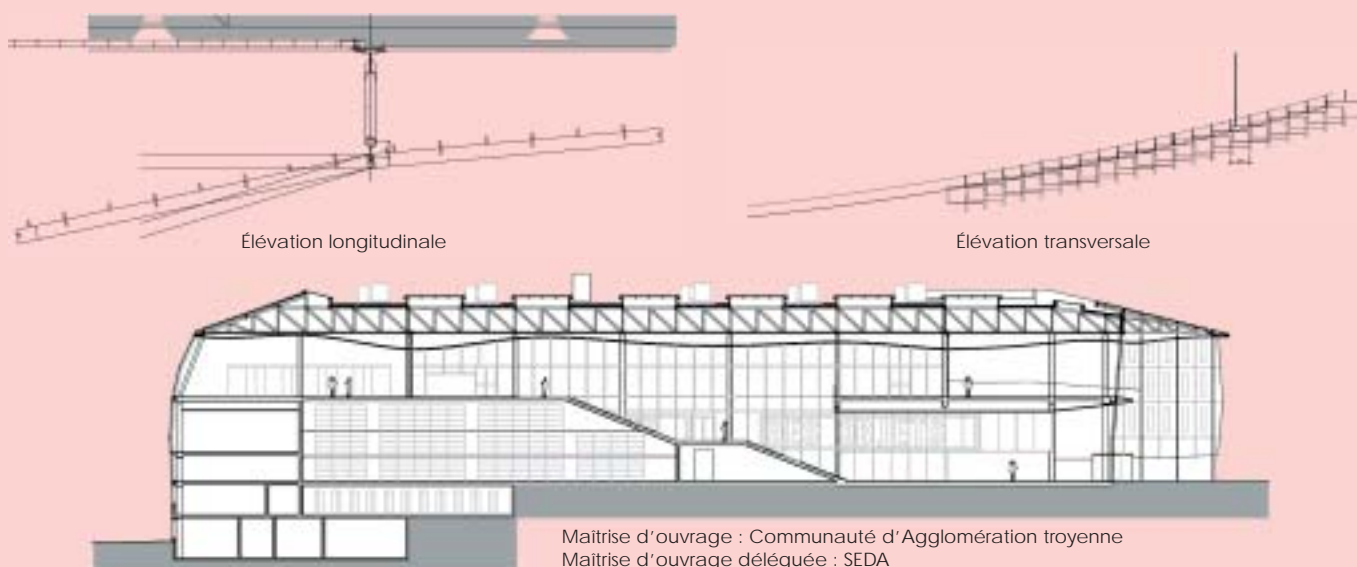 Élévation longitudinale
Élévation transversale
Maîtrise d'ouvrage : Communauté d'Agglomération troyenne
Maîtrise d'ouvrage déléguée : SEDA